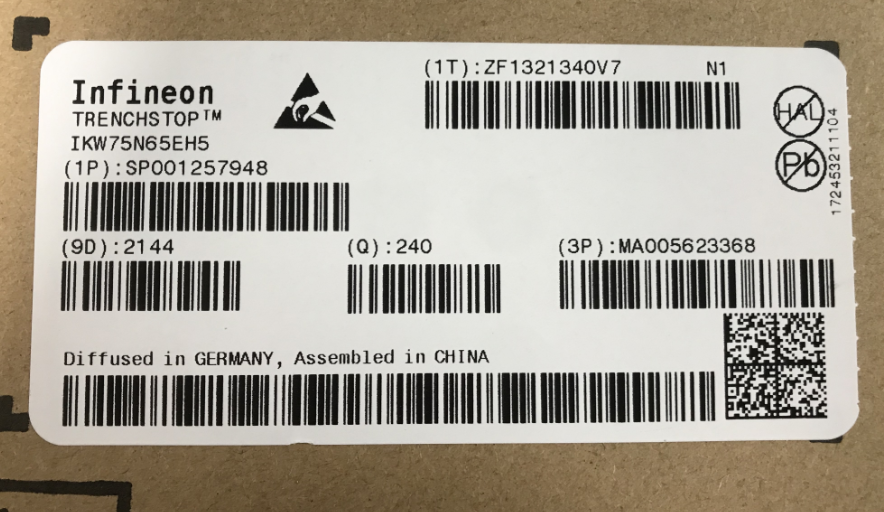 Infineon
TRENCHSTOP™
IKW75N65EH5
(1P):SP001257948
(1T):ZF1321340V7 N1
HAL
Pb
172453211104
(9D):2144
(Q):240
(3P):MA005623368
Diffused in GERMANY, Assembled in CHINA